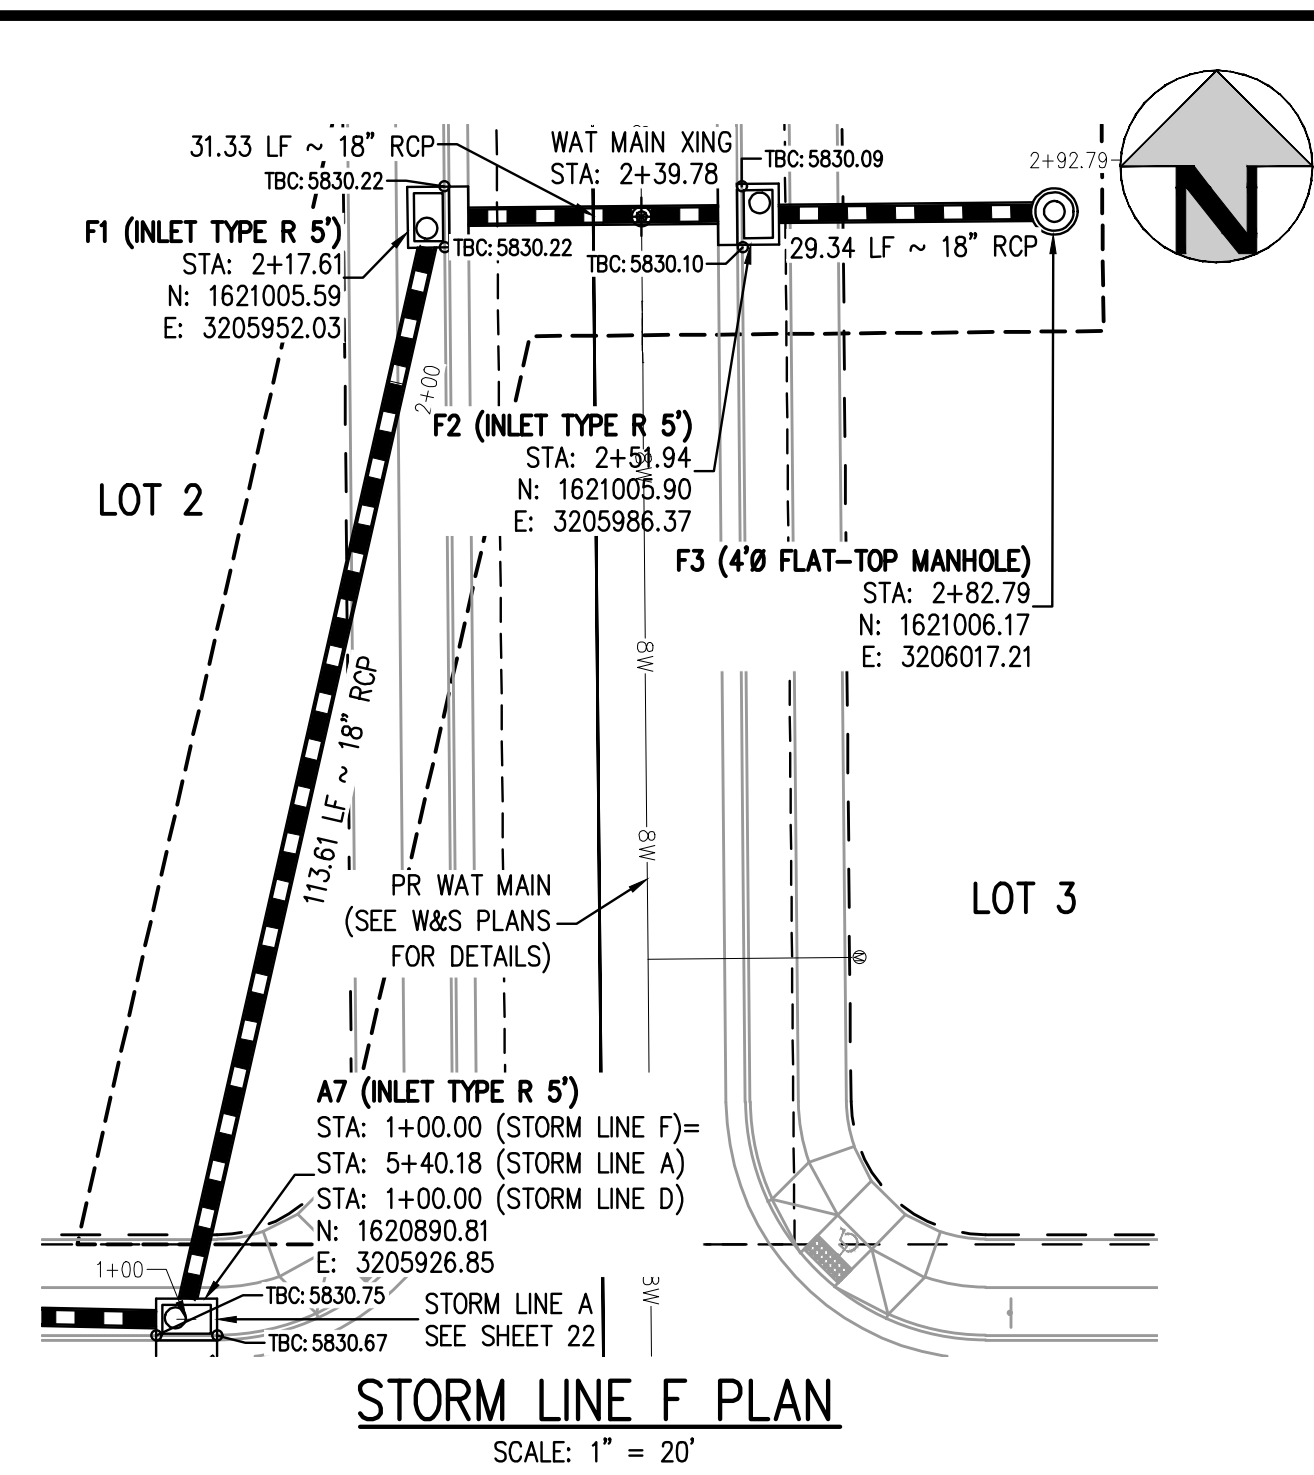 31.33 LF ~ 18” RCP
TBC: 5830.22
WAT MAIN XING
STA: 2+39.78
TBC: 5830.09
2+92.79
N
F1 (INLET TYPE R 5')
STA: 2+17.61
N: 1621005.59
E: 3205952.03
TBC: 5830.22
TBC: 5830.10
29.34 LF ~ 18” RCP
2+00
F2 (INLET TYPE R 5')
STA: 2+51.94
N: 1621005.90
E: 3205986.37
8W
LOT 2
F3 (4'Ø FLAT-TOP MANHOLE)
STA: 2+82.79
N: 1621006.17
E: 3206017.21
8W
113.61 LF ~ 18” RCP
8W
PR WAT MAIN
(SEE W&S PLANS
FOR DETAILS)
LOT 3
M
A7 (INLET TYPE R 5')
STA: 1+00.00 (STORM LINE F)=
STA: 5+40.18 (STORM LINE A)
STA: 1+00.00 (STORM LINE D)
N: 1620890.81
E: 3205926.85
1+00
TBC: 5830.75
TBC: 5830.67
STORM LINE A
SEE SHEET 22
STORM LINE F PLAN
SCALE: 1” = 20'